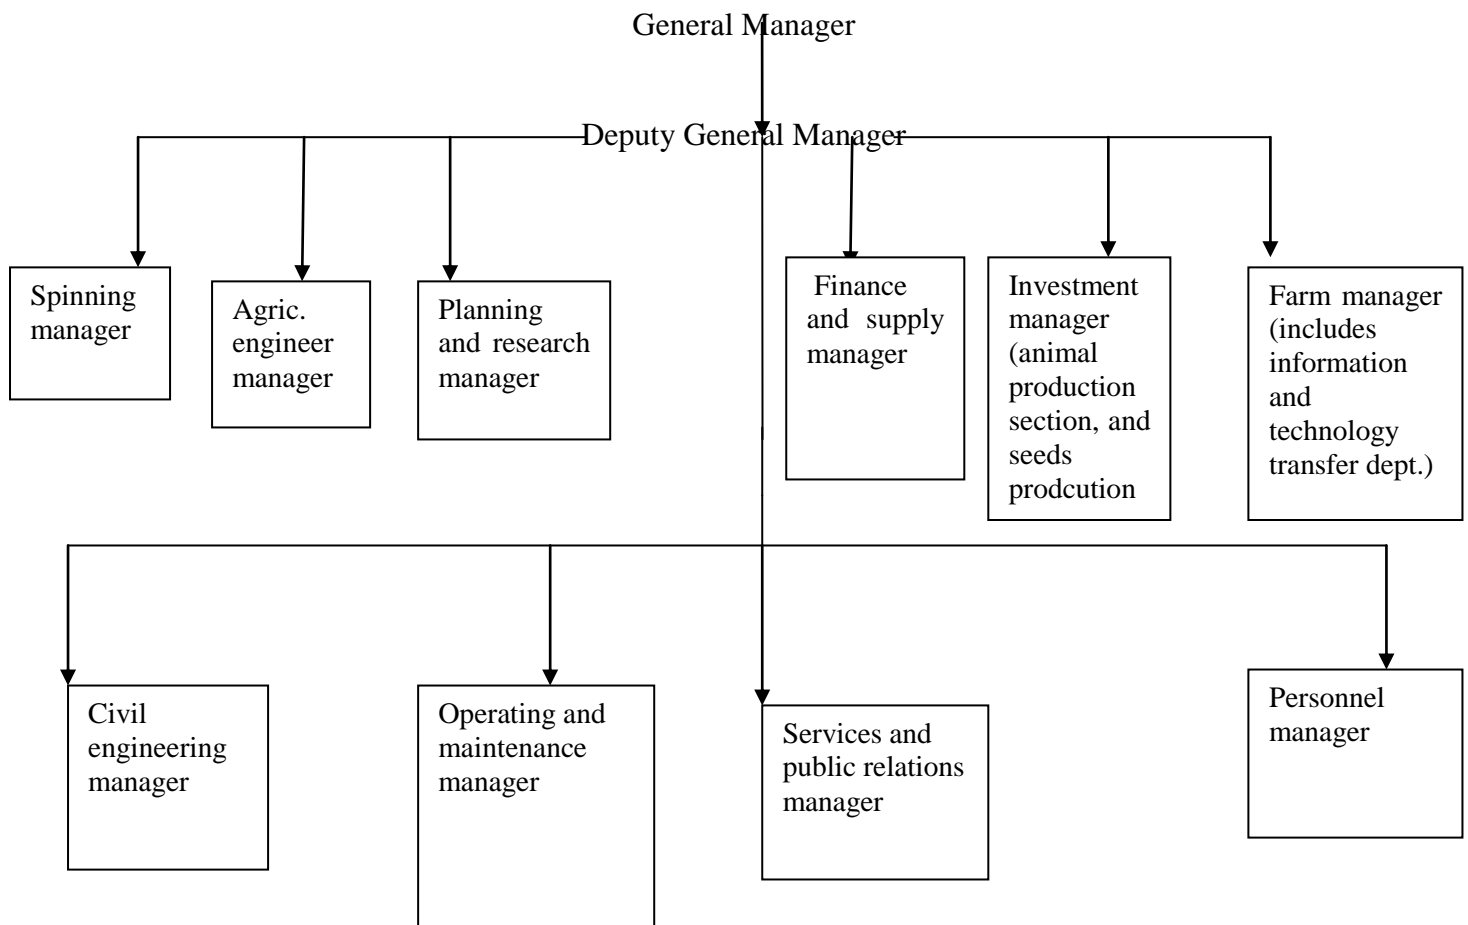 General Manager
Deputy General Manager
Spinning
manager
Agric.
engineer
manager
Planning
and research
manager
Finance
and supply
manager
Investment
manager
(animal
production
section, and
seeds
prodcution
Farm manager
(includes
information
and
technology
transfer dept.)
Civil
engineering
manager
Operating and
maintenance
manager
Services and
public relations
manager
Personnel
manager